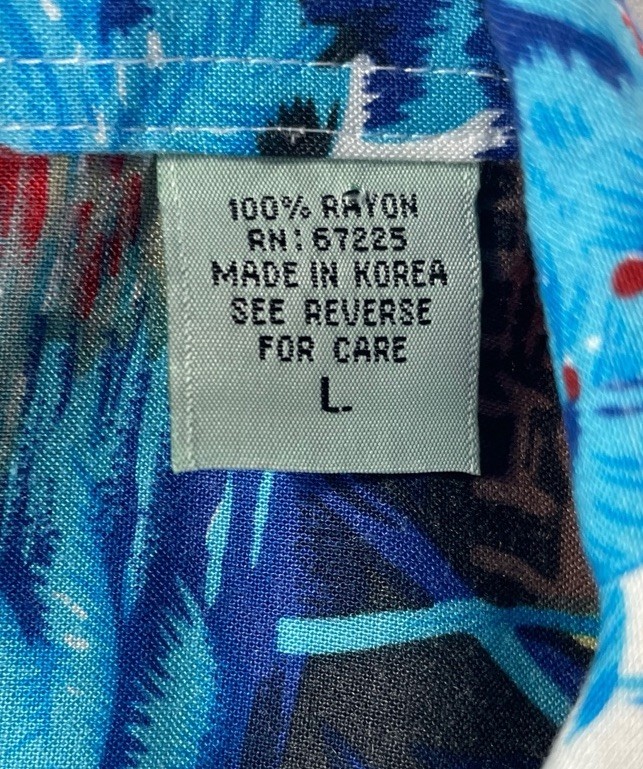 100% RAYON
RN: 67225
MADE IN KOREA
SEE REVERSE
FOR CARE
L.